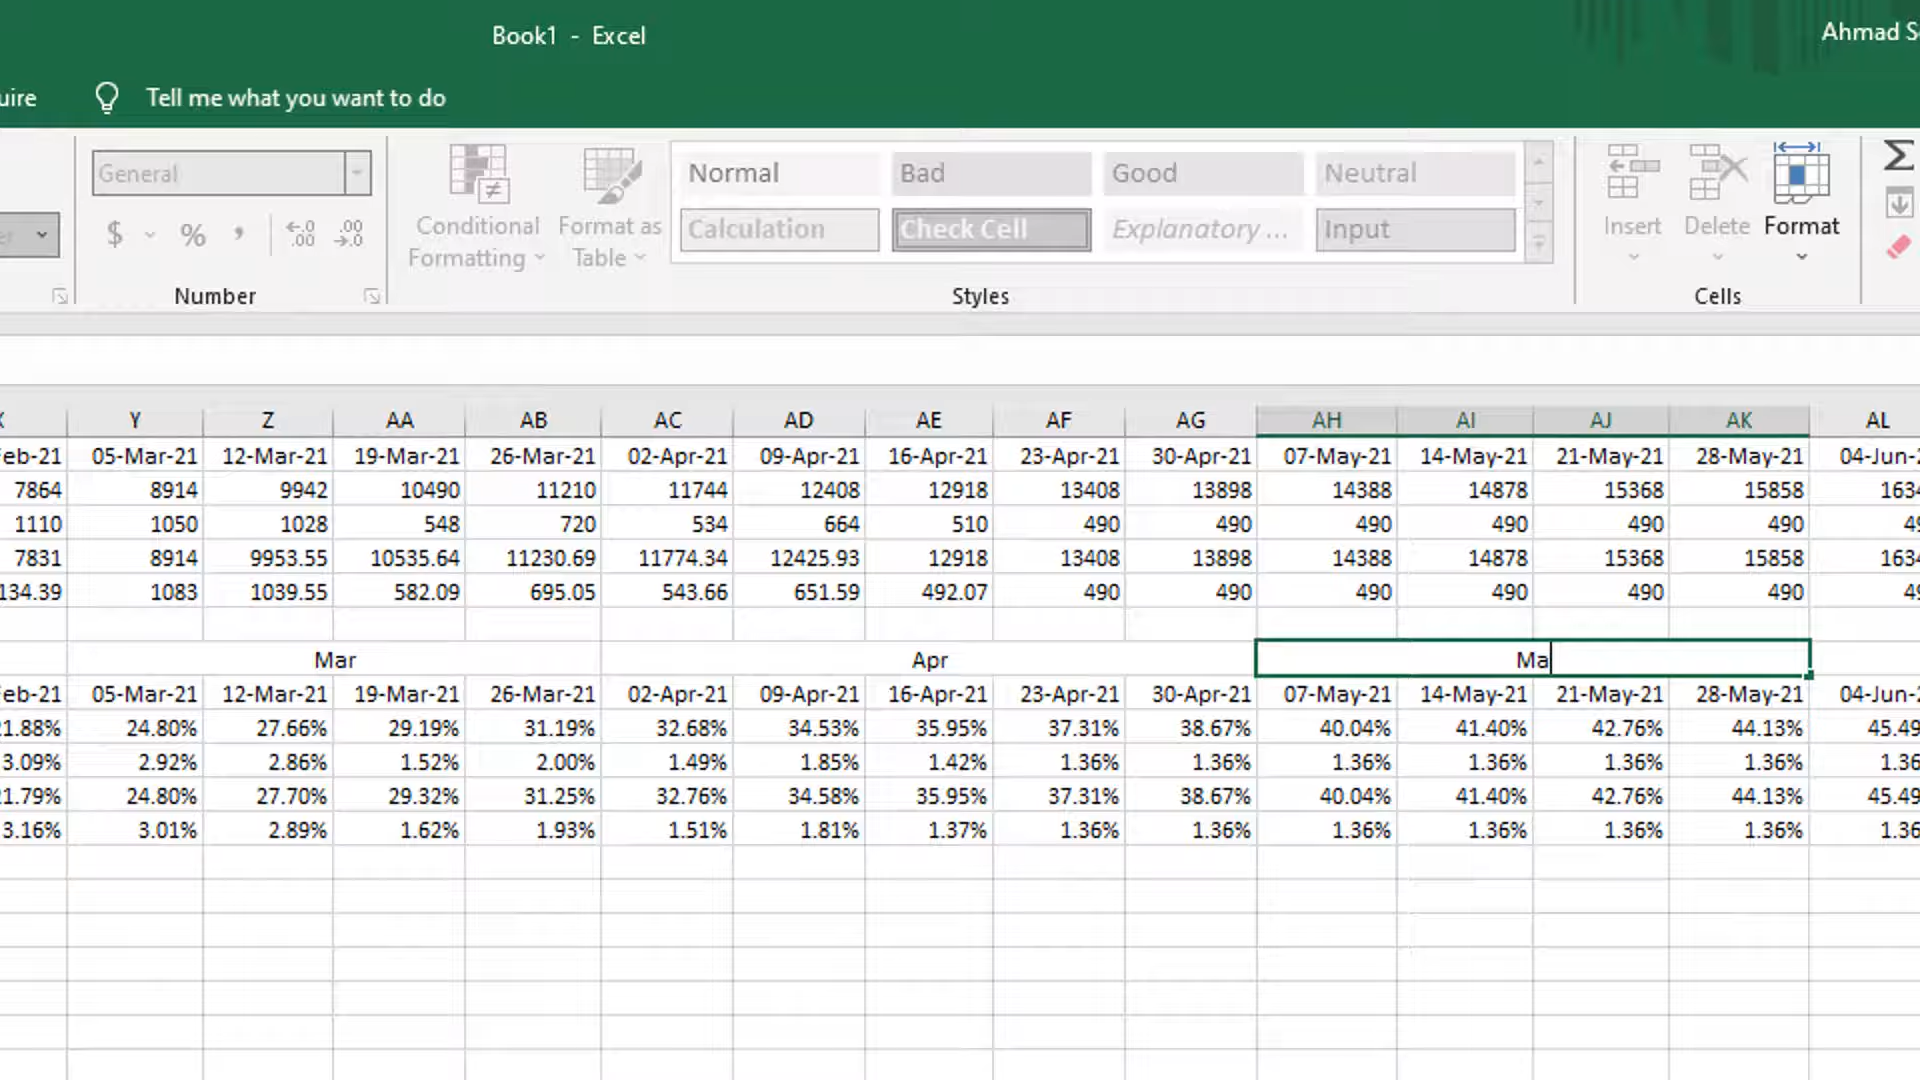 Book1 - Excel
Ahmad S
uire
Tell me what you want to do
General
$ % , ←.0 .00 .00 →.0
Number
Conditional Formatting
Format as Table
Normal Bad Good Neutral
Calculation Check Cell Explanatory ... Input
Styles
Insert Delete Format
Cells
Σ
Y Z AA AB AC AD AE AF AG AH AI AJ AK AL
eb-21 05-Mar-21 12-Mar-21 19-Mar-21 26-Mar-21 02-Apr-21 09-Apr-21 16-Apr-21 23-Apr-21 30-Apr-21 07-May-21 14-May-21 21-May-21 28-May-21 04-Jun-
7864 8914 9942 10490 11210 11744 12408 12918 13408 13898 14388 14878 15368 15858 1634
1110 1050 1028 548 720 534 664 510 490 490 490 490 490 490 49
7831 8914 9953.55 10535.64 11230.69 11774.34 12425.93 12918 13408 13898 14388 14878 15368 15858 1634
134.39 1083 1039.55 582.09 695.05 543.66 651.59 492.07 490 490 490 490 490 490 49
Mar Apr Ma
eb-21 05-Mar-21 12-Mar-21 19-Mar-21 26-Mar-21 02-Apr-21 09-Apr-21 16-Apr-21 23-Apr-21 30-Apr-21 07-May-21 14-May-21 21-May-21 28-May-21 04-Jun-
1.88% 24.80% 27.66% 29.19% 31.19% 32.68% 34.53% 35.95% 37.31% 38.67% 40.04% 41.40% 42.76% 44.13% 45.49
3.09% 2.92% 2.86% 1.52% 2.00% 1.49% 1.85% 1.42% 1.36% 1.36% 1.36% 1.36% 1.36% 1.36% 1.36
1.79% 24.80% 27.70% 29.32% 31.25% 32.76% 34.58% 35.95% 37.31% 38.67% 40.04% 41.40% 42.76% 44.13% 45.49
3.16% 3.01% 2.89% 1.62% 1.93% 1.51% 1.81% 1.37% 1.36% 1.36% 1.36% 1.36% 1.36% 1.36% 1.36